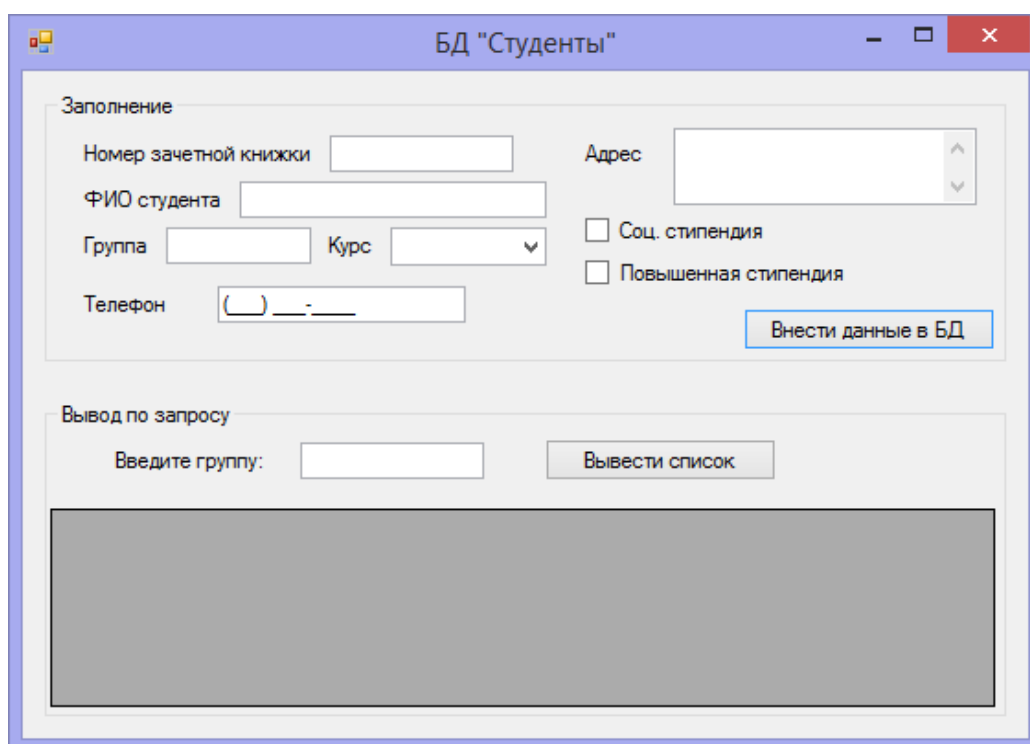 БД "Студенты"
Заполнение
Номер зачетной книжки
Адрес
ФИО студента
Группа
Курс
Соц. стипендия
Повышенная стипендия
Телефон
(___) ___-____
Внести данные в БД
Вывод по запросу
Введите группу:
Вывести список